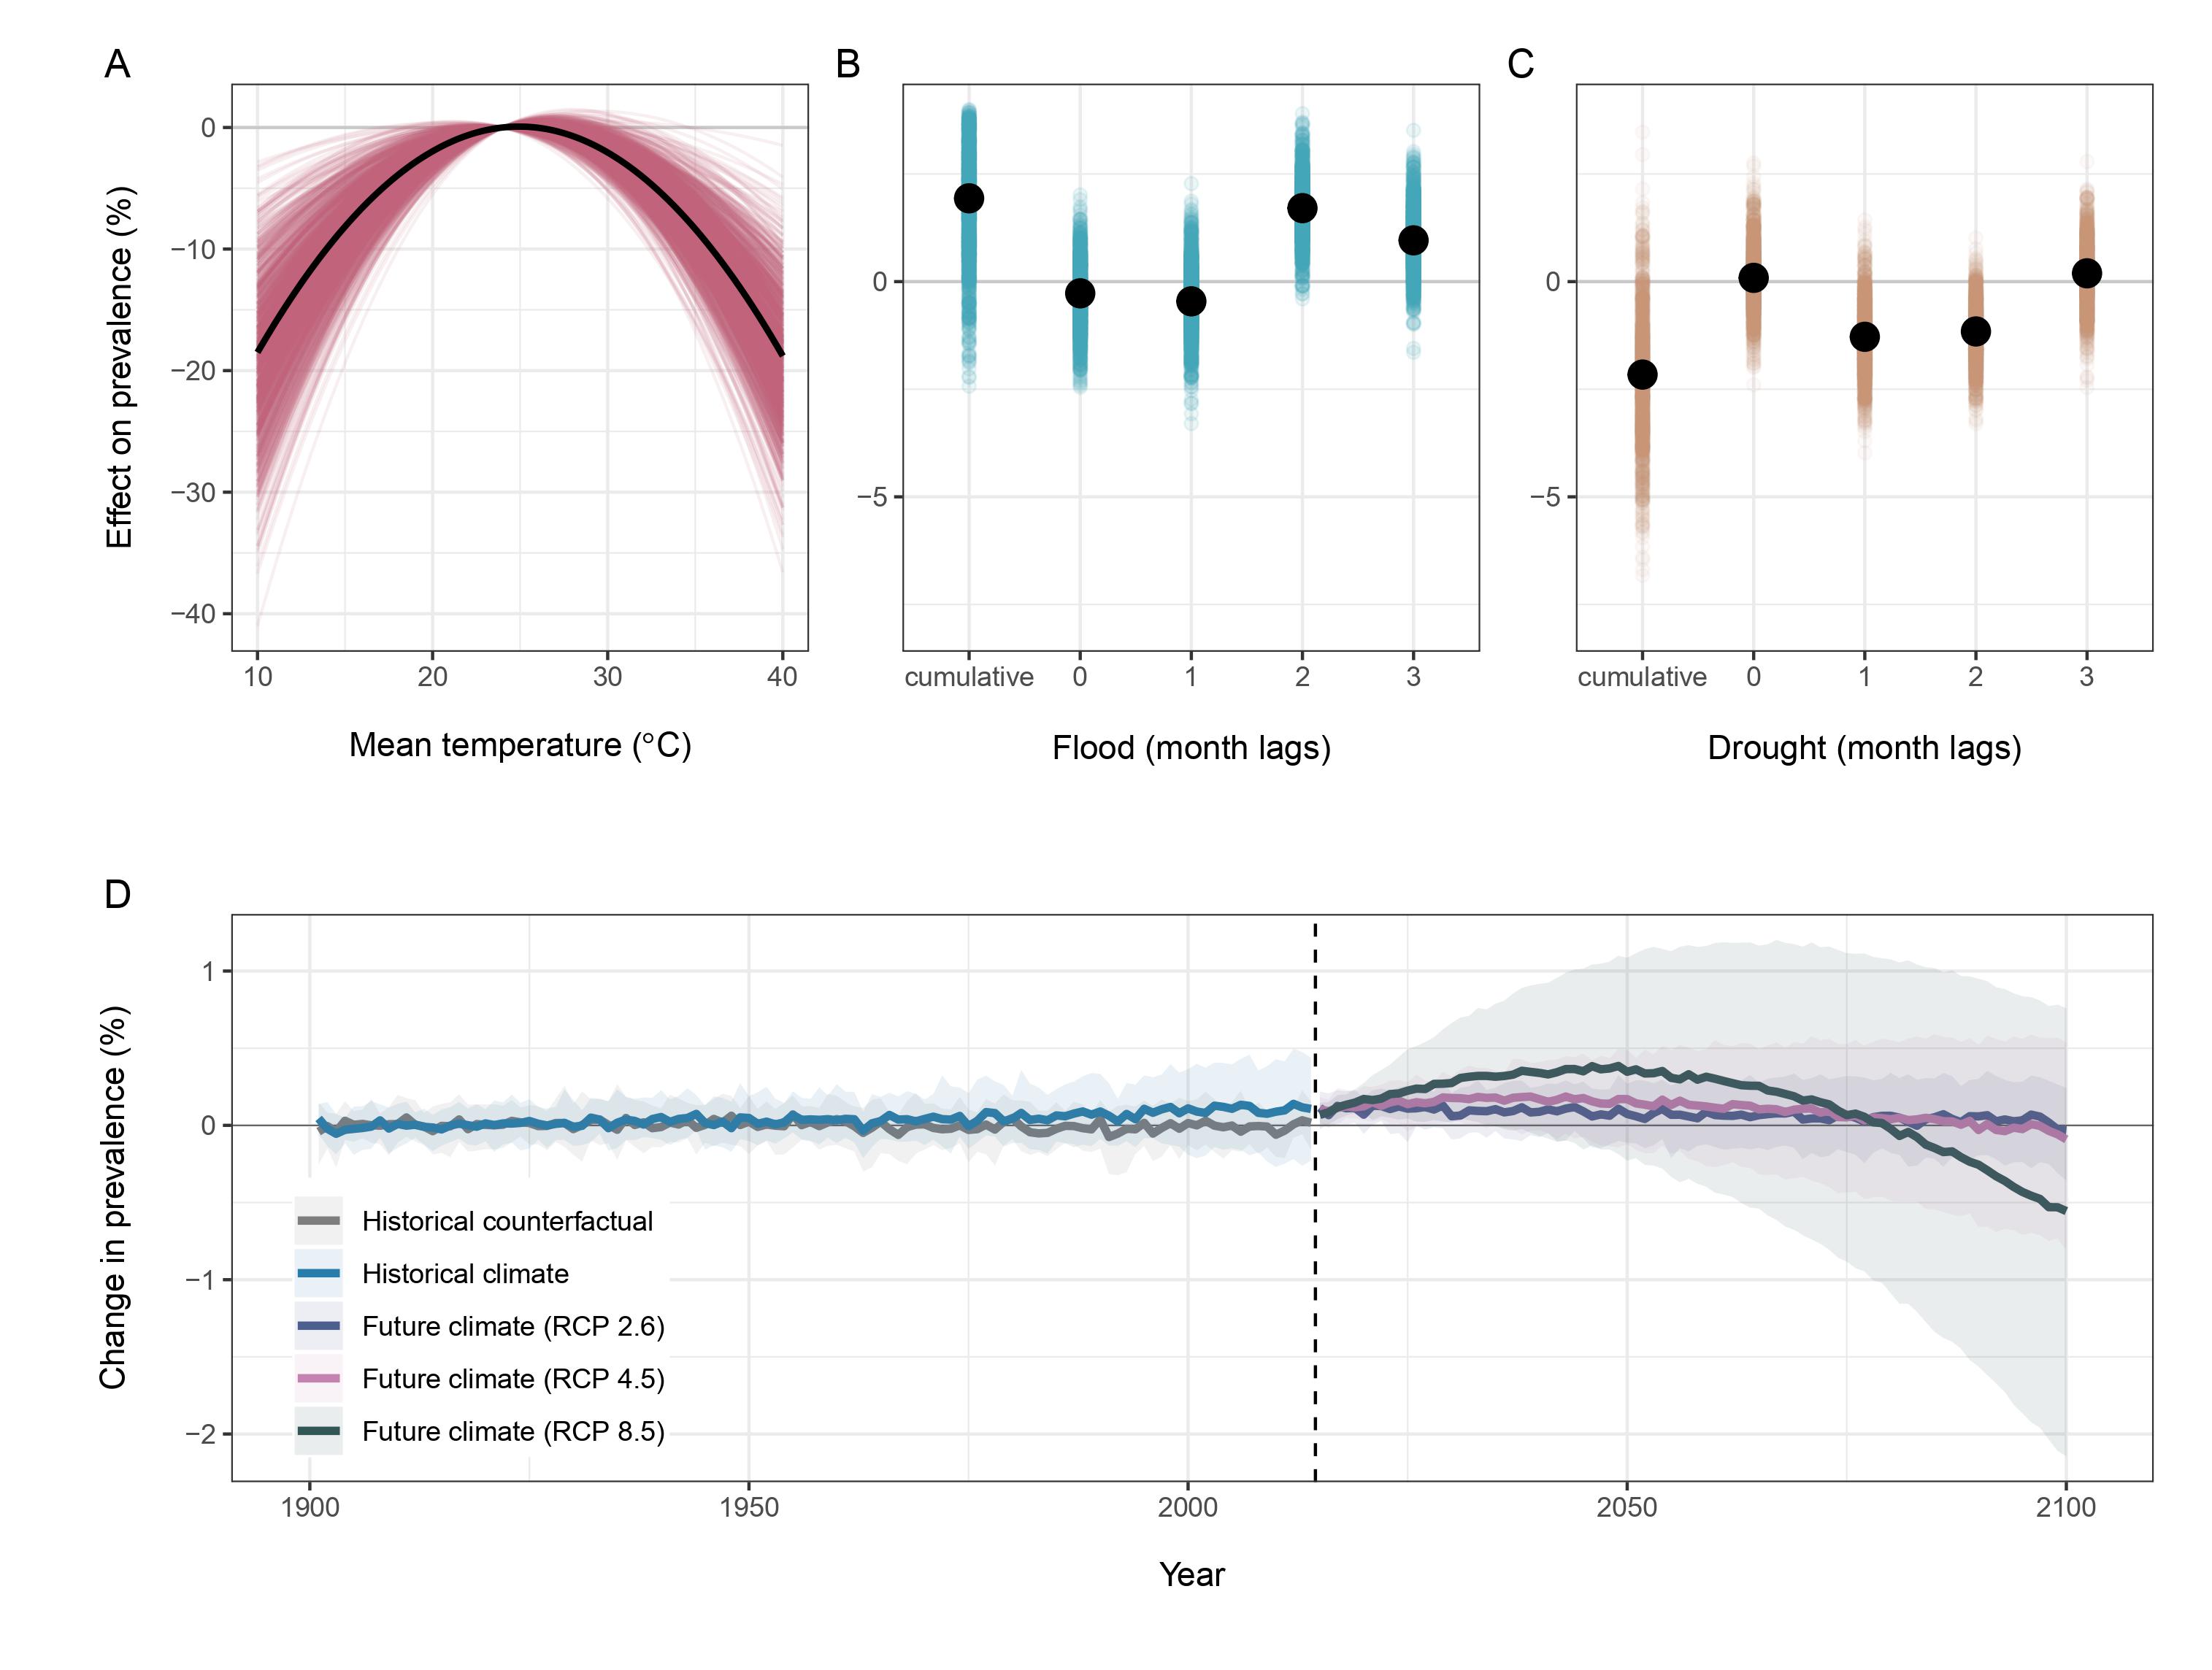 A
B
C
Effect on prevalence (%)
0
−10
−20
−30
−40
10
20
30
40
Mean temperature (°C)
0
−5
cumulative
0
1
2
3
Flood (month lags)
0
−5
cumulative
0
1
2
3
Drought (month lags)
D
Change in prevalence (%)
1
0
−1
−2
Historical counterfactual
Historical climate
Future climate (RCP 2.6)
Future climate (RCP 4.5)
Future climate (RCP 8.5)
1900
1950
2000
2050
2100
Year